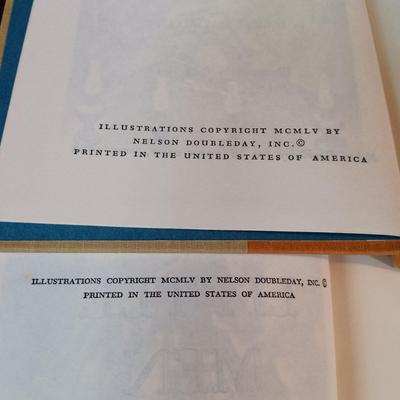 ILLUSTRATIONS COPYRIGHT MCMLV BY
NELSON DOUBLEDAY, INC.©
PRINTED IN THE UNITED STATES OF AMERICA
ILLUSTRATIONS COPYRIGHT MCMLV BY NELSON DOUBLEDAY, INC. ©
PRINTED IN THE UNITED STATES OF AMERICA